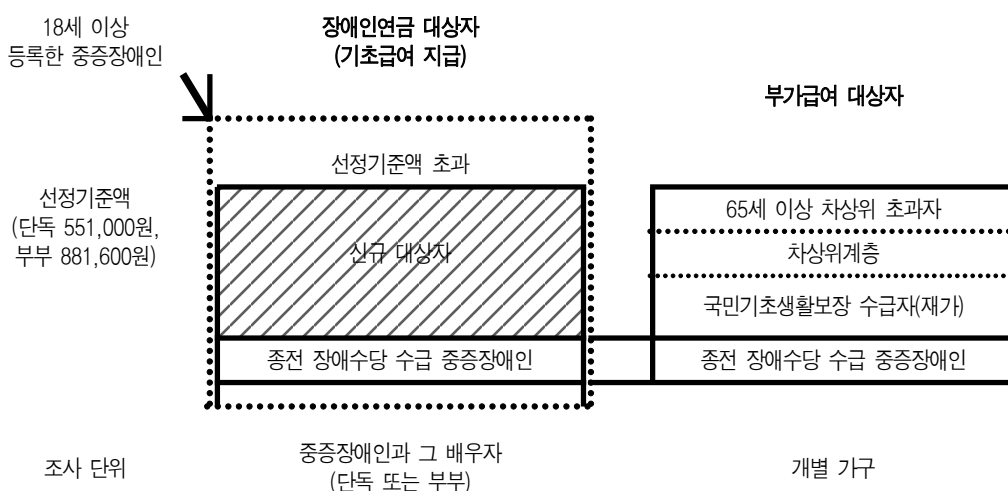 18세 이상
등록한 중증장애인
장애인연금 대상자
(기초급여 지급)
부가급여 대상자
선정기준액 초과
선정기준액
(단독 551,000원,
부부 881,600원)
신규 대상자
65세 이상 차상위 초과자
차상위계층
국민기초생활보장 수급자(재가)
종전 장애수당 수급 중증장애인
종전 장애수당 수급 중증장애인
조사 단위
중증장애인과 그 배우자
(단독 또는 부부)
개별 가구